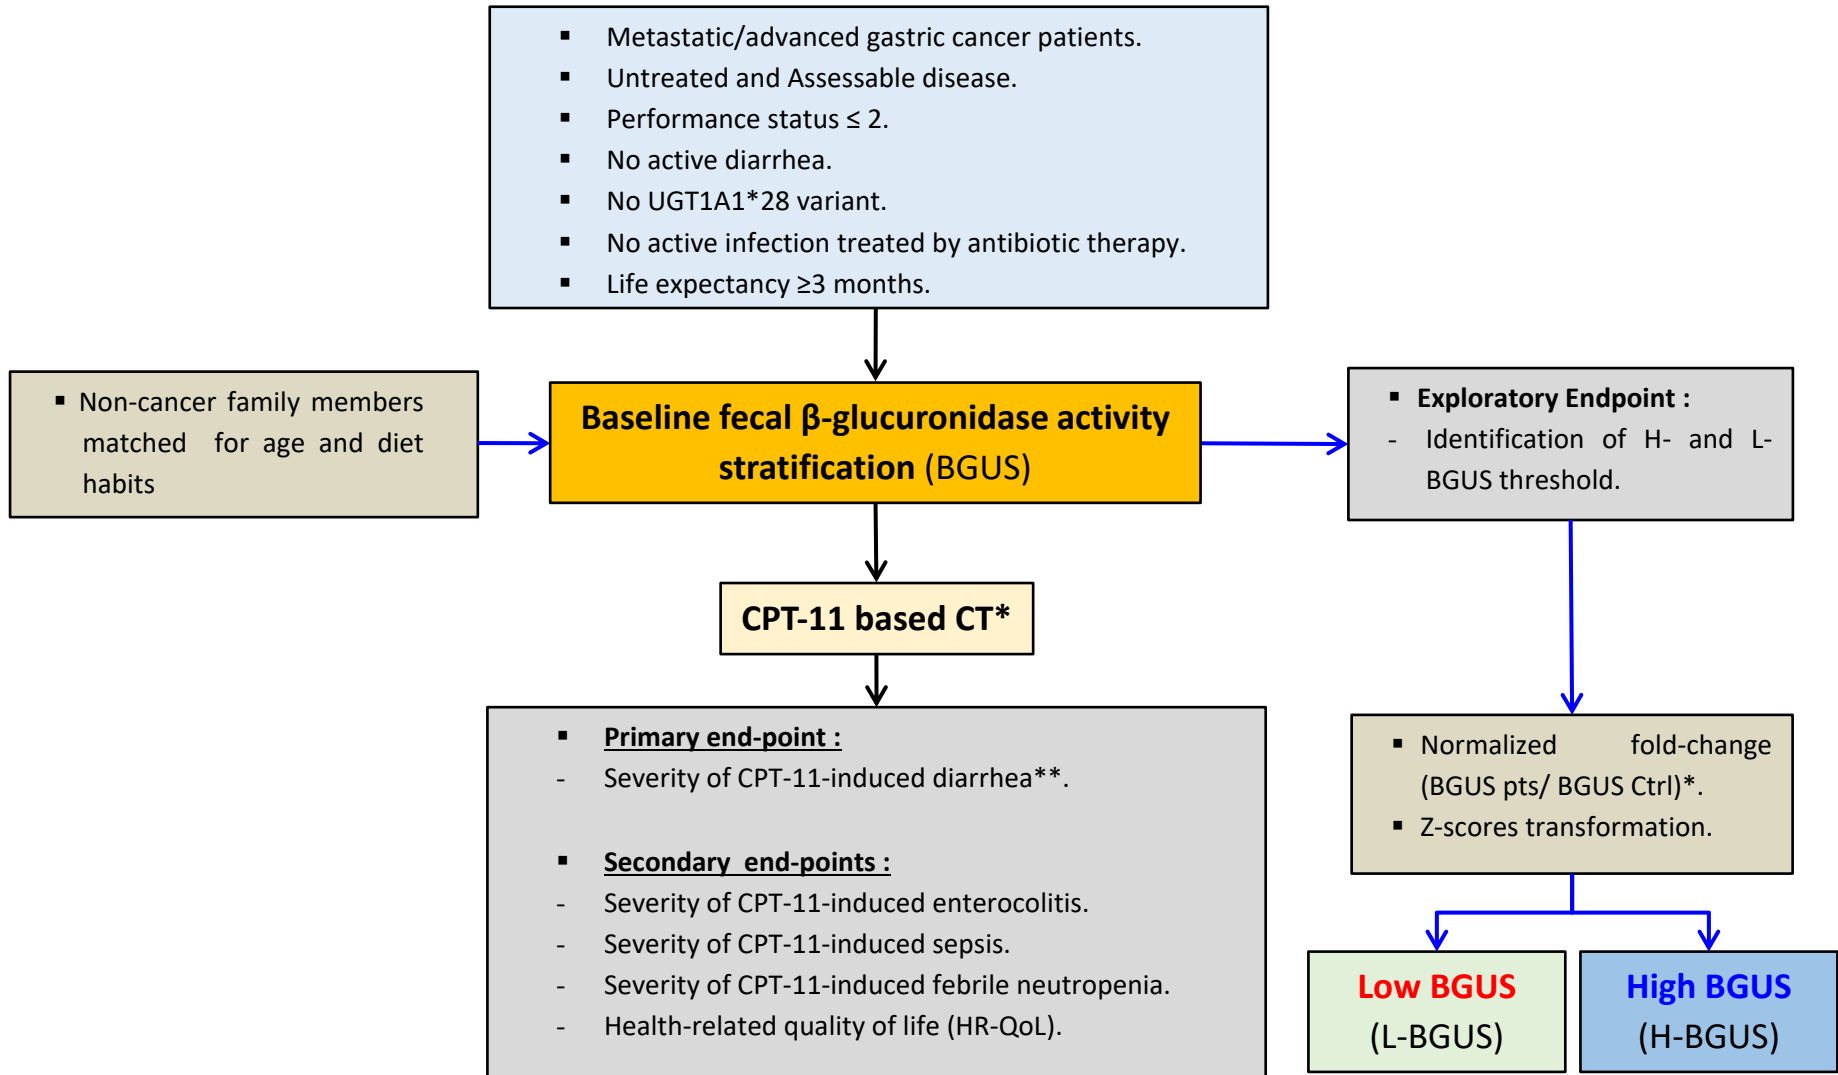 ▪ Metastatic/advanced gastric cancer patients.
▪ Untreated and Assessable disease.
▪ Performance status ≤ 2.
▪ No active diarrhea.
▪ No UGT1A1*28 variant.
▪ No active infection treated by antibiotic therapy.
▪ Life expectancy ≥3 months.
▪ Non-cancer family members
matched for age and diet
habits
Baseline fecal β-glucuronidase activity
stratification (BGUS)
▪ Exploratory Endpoint :
- Identification of H- and L-
BGUS threshold.
CPT-11 based CT*
▪ Primary end-point :
- Severity of CPT-11-induced diarrhea**.
▪ Secondary end-points :
- Severity of CPT-11-induced enterocolitis.
- Severity of CPT-11-induced sepsis.
- Severity of CPT-11-induced febrile neutropenia.
- Health-related quality of life (HR-QoL).
▪ Normalized fold-change
(BGUS pts/ BGUS Ctrl)*.
▪ Z-scores transformation.
Low BGUS
(L-BGUS)
High BGUS
(H-BGUS)